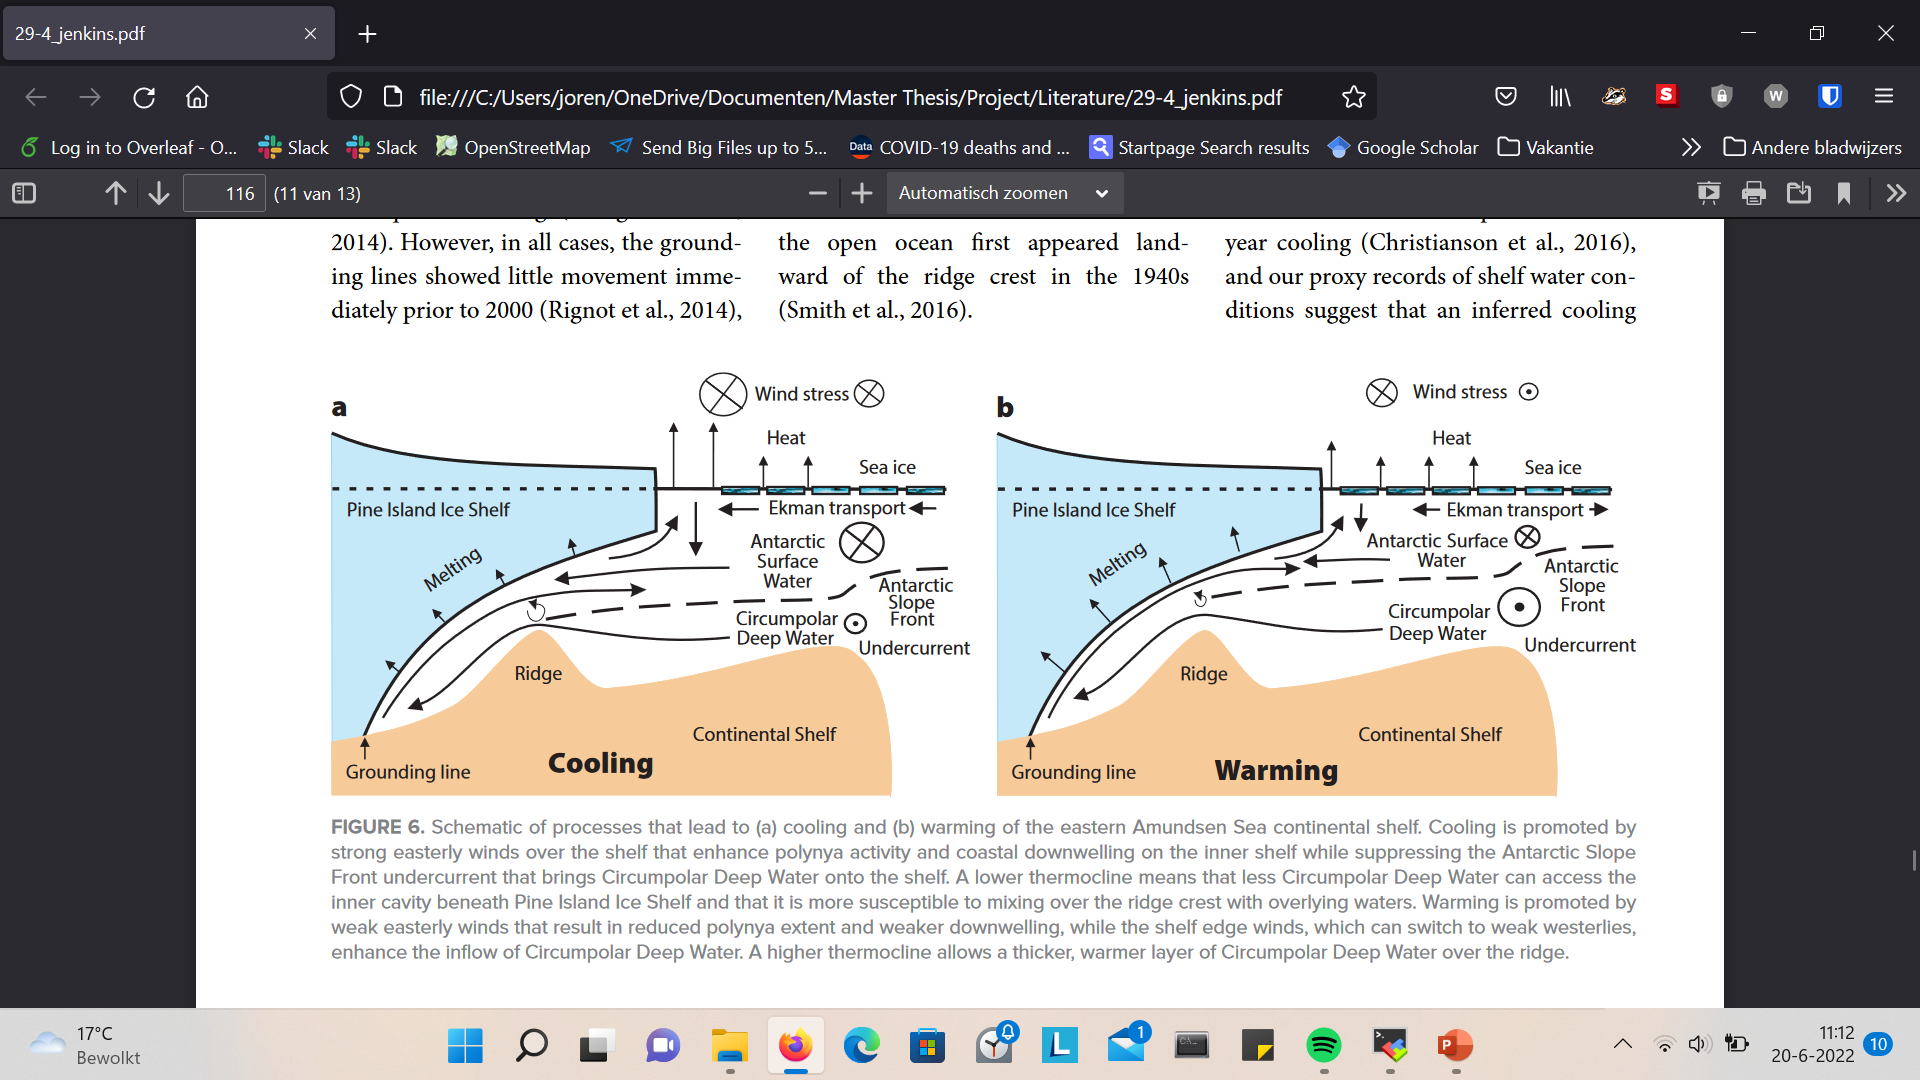 29-4_jenkins.pdf
file:///C:/Users/joren/OneDrive/Documenten/Master Thesis/Project/Literature/29-4_jenkins.pdf
S
W
Log in to Overleaf - O...
Slack
Slack
OpenStreetMap
Send Big Files up to 5...
Data
COVID-19 deaths and ...
Startpage Search results
Google Scholar
Vakantie
Andere bladwijzers
116
(11 van 13)
Automatisch zoomen
2014). However, in all cases, the ground-
ing lines showed little movement imme-
diately prior to 2000 (Rignot et al., 2014),
the open ocean first appeared land-
ward of the ridge crest in the 1940s
(Smith et al., 2016).
year cooling (Christianson et al., 2016),
and our proxy records of shelf water con-
ditions suggest that an inferred cooling
a
Wind stress
Heat
Sea ice
Pine Island Ice Shelf
Ekman transport
Melting
Antarctic
Surface
Water
Antarctic
Slope
Front
Circumpolar
Deep Water
Undercurrent
Ridge
Continental Shelf
Cooling
Grounding line
b
Wind stress
Heat
Sea ice
Pine Island Ice Shelf
Ekman transport
Melting
Antarctic Surface
Water
Antarctic
Slope
Front
Circumpolar
Deep Water
Undercurrent
Ridge
Continental Shelf
Warming
Grounding line
FIGURE 6. Schematic of processes that lead to (a) cooling and (b) warming of the eastern Amundsen Sea continental shelf. Cooling is promoted by
strong easterly winds over the shelf that enhance polynya activity and coastal downwelling on the inner shelf while suppressing the Antarctic Slope
Front undercurrent that brings Circumpolar Deep Water onto the shelf. A lower thermocline means that less Circumpolar Deep Water can access the
inner cavity beneath Pine Island Ice Shelf and that it is more susceptible to mixing over the ridge crest with overlying waters. Warming is promoted by
weak easterly winds that result in reduced polynya extent and weaker downwelling, while the shelf edge winds, which can switch to weak westerlies,
enhance the inflow of Circumpolar Deep Water. A higher thermocline allows a thicker, warmer layer of Circumpolar Deep Water over the ridge.
17°C
Bewolkt
L
1
P
11:12
20-6-2022
10